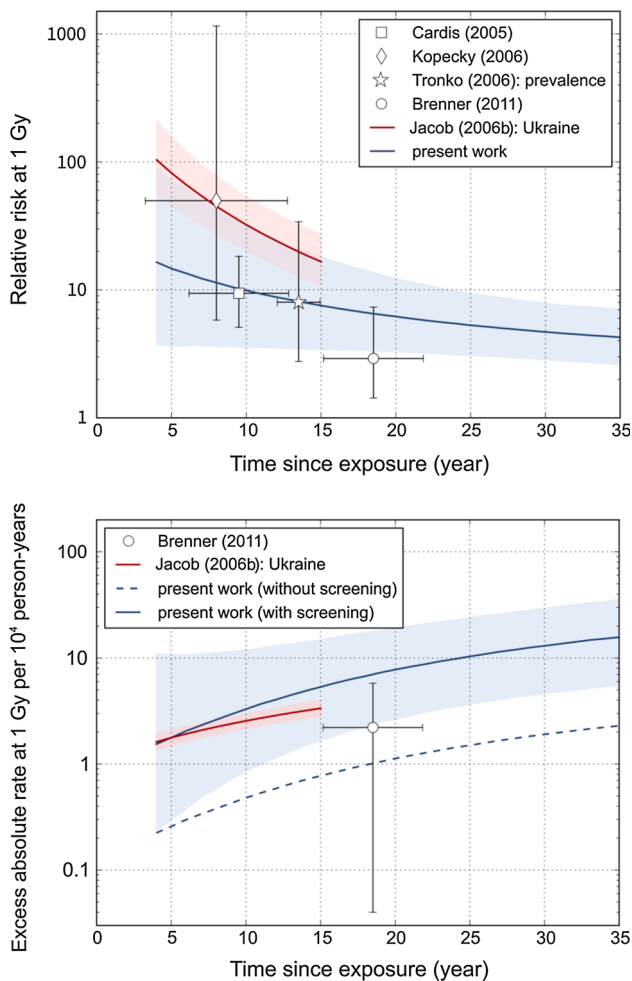 Relative risk at 1 Gy
1000
100
10
1
Cardis (2005)
Kopecky (2006)
Tronko (2006): prevalence
Brenner (2011)
Jacob (2006b): Ukraine
present work
0 5 10 15 20 25 30 35
Time since exposure (year)
Excess absolute rate at 1 Gy per 10⁴ person-years
100
10
1
0.1
Brenner (2011)
Jacob (2006b): Ukraine
present work (without screening)
present work (with screening)
0 5 10 15 20 25 30 35
Time since exposure (year)